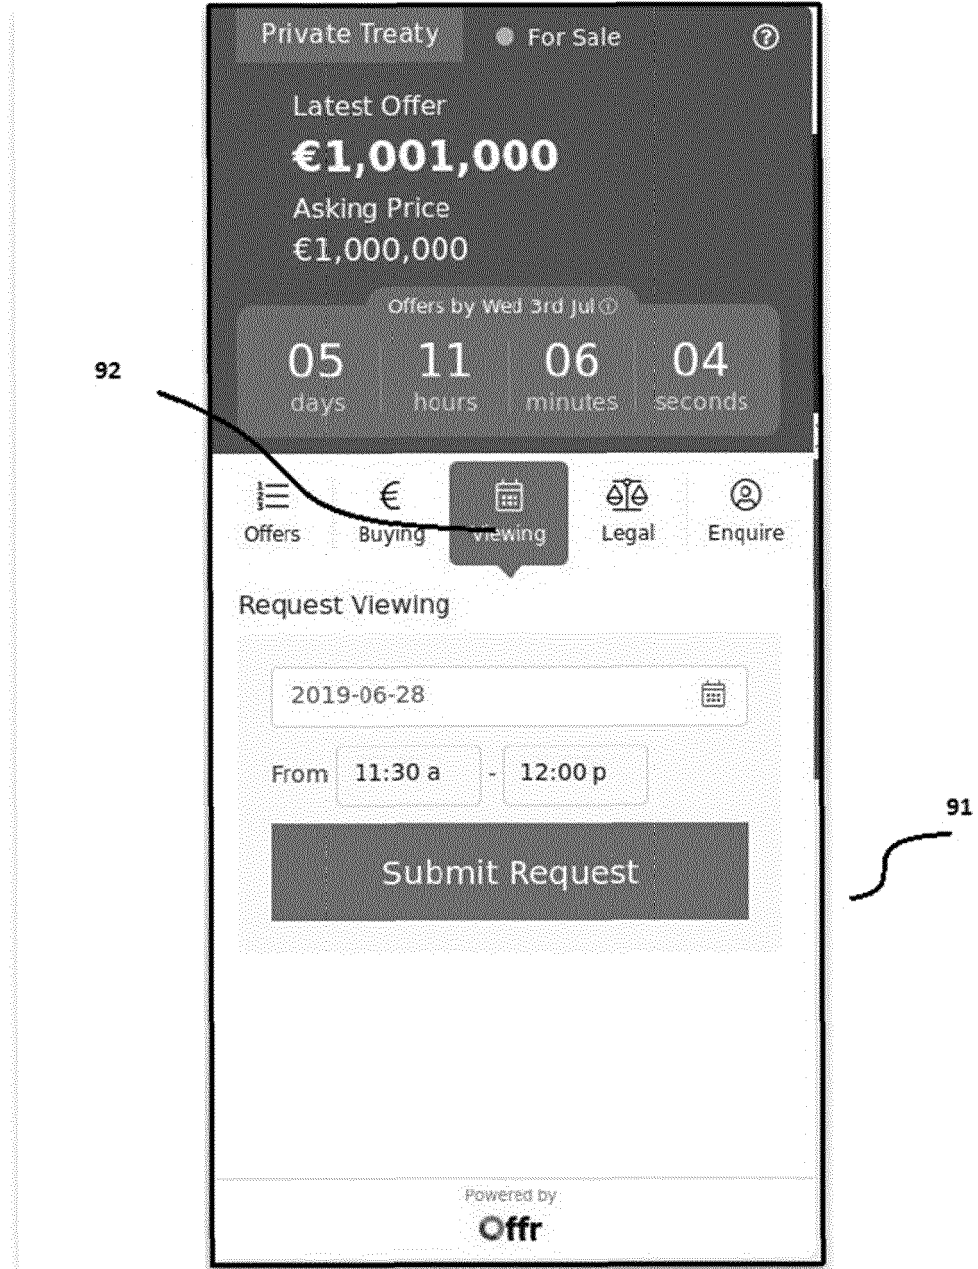 Private Treaty For Sale ?
Latest Offer
€1,001,000
Asking Price
€1,000,000
Offers by Wed 3rd Jul
05 11 06 04
days hours minutes seconds
92
Offers Buying Viewing Legal Enquire
Request Viewing
2019-06-28
From 11:30 a - 12:00 p
91
Submit Request
Powered by
Offr